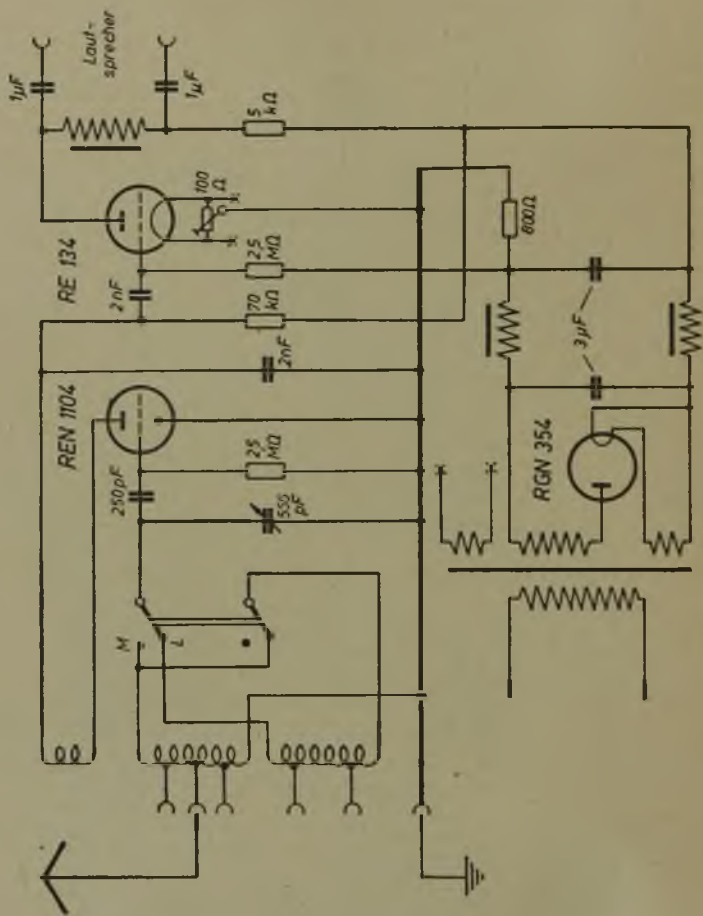 1µF
Laut-
sprecher
1µF
5
kΩ
RE 134
100
Ω
2nF
2,5
MΩ
70
kΩ
800Ω
2nF
3µF
REN 1104
250pF
2,5
MΩ
550
pF
RGN 354
M
L